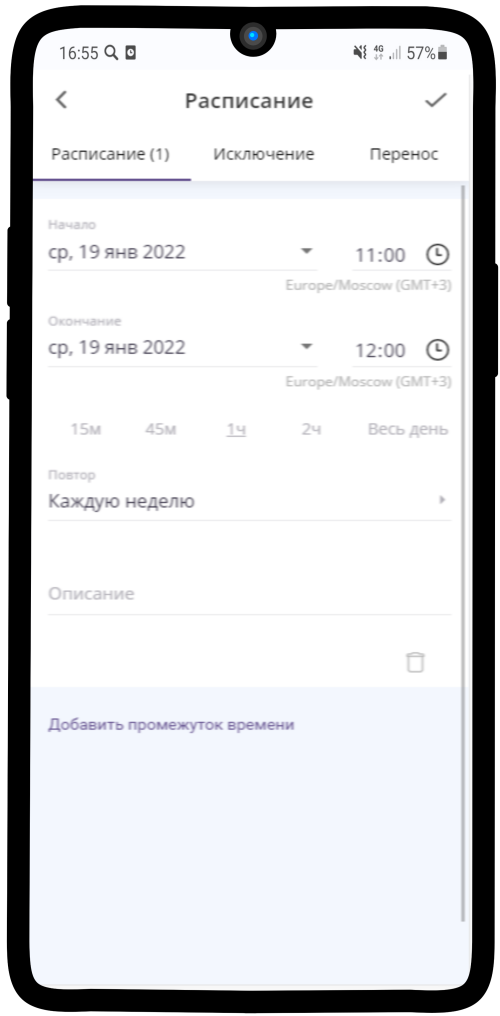 16:55 4G 57%
Расписание
Расписание (1) Исключение Перенос
Начало
ср, 19 янв 2022 11:00
Europe/Moscow (GMT+3)
Окончание
ср, 19 янв 2022 12:00
Europe/Moscow (GMT+3)
15м 45м 1ч 2ч Весь день
Повтор
Каждую неделю
Описание
Добавить промежуток времени